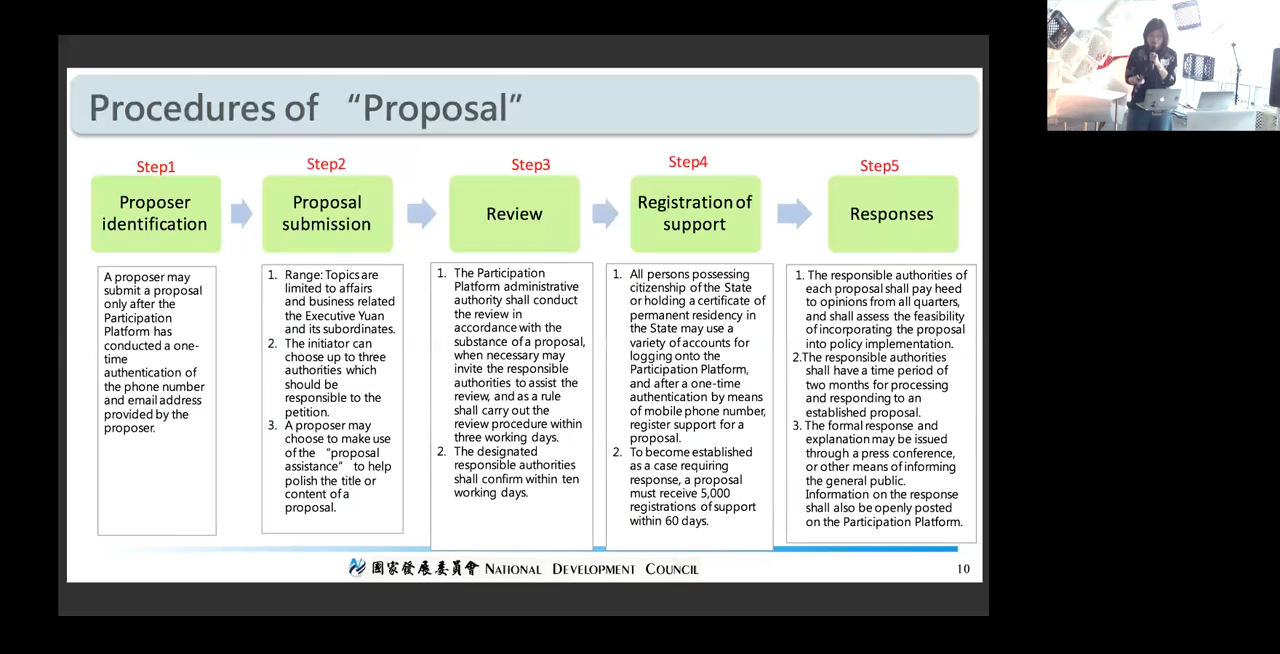 Procedures of “Proposal”
Step1
Proposer
identification
A proposer may
submit a proposal
only after the
Participation
Platform has
conducted a one-
time
authentication of
the phone number
and email address
provided by the
proposer.
Step2
Proposal
submission
1. Range: Topics are
limited to affairs
and business related
the Executive Yuan
and its subordinates.
2. The initiator can
choose up to three
authorities which
should be
responsible to the
petition.
3. A proposer may
choose to make use
of the “proposal
assistance” to help
polish the title or
content of a
proposal.
Step3
Review
1. The Participation
Platform administrative
authority shall conduct
the review in
accordance with the
substance of a proposal,
when necessary may
invite the responsible
authorities to assist the
review, and as a rule
shall carry out the
review procedure within
three working days.
2. The designated
responsible authorities
shall confirm within ten
working days.
Step4
Registration of
support
1. All persons possessing
citizenship of the State
or holding a certificate of
permanent residency in
the State may use a
variety of accounts for
logging onto the
Participation Platform,
and after a one-time
authentication by means
of mobile phone number,
register support for a
proposal.
2. To become established
as a case requiring
response, a proposal
must receive 5,000
registrations of support
within 60 days.
Step5
Responses
1. The responsible authorities of
each proposal shall pay heed
to opinions from all quarters,
and shall assess the feasibility
of incorporating the proposal
into policy implementation.
2.The responsible authorities
shall have a time period of
two months for processing
and responding to an
established proposal.
3. The formal response and
explanation may be issued
through a press conference,
or other means of informing
the general public.
Information on the response
shall also be openly posted
on the Participation Platform.
國家發展委員會 NATIONAL DEVELOPMENT COUNCIL
10